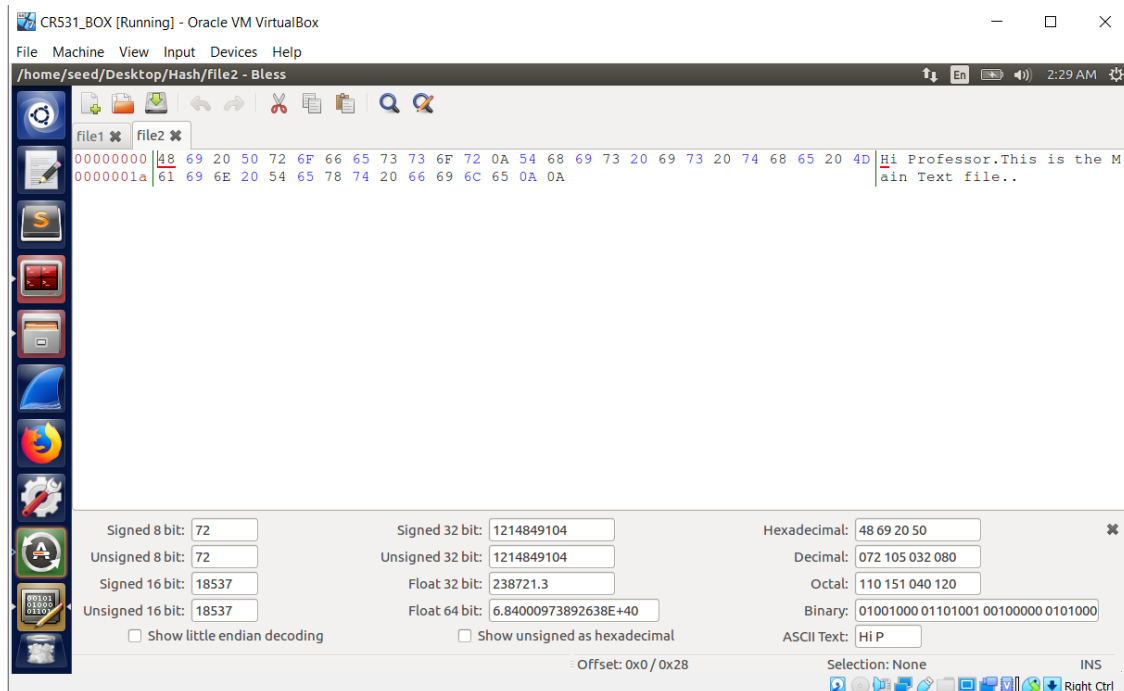 CR531_BOX [Running] - Oracle VM VirtualBox
File Machine View Input Devices Help
/home/seed/Desktop/Hash/file2 - Bless En 2:29 AM
file1 file2
00000000 48 69 20 50 72 6F 66 65 73 73 6F 72 0A 54 68 69 73 20 69 73 20 74 68 65 20 4D Hi Professor.This is the M
0000001a 61 69 6E 20 54 65 78 74 20 66 69 6C 65 0A 0A ain Text file..
Signed 8 bit: 72 Signed 32 bit: 1214849104 Hexadecimal: 48 69 20 50
Unsigned 8 bit: 72 Unsigned 32 bit: 1214849104 Decimal: 072 105 032 080
Signed 16 bit: 18537 Float 32 bit: 238721.3 Octal: 110 151 040 120
Unsigned 16 bit: 18537 Float 64 bit: 6.84000973892638E+40 Binary: 01001000 01101001 00100000 0101000
Show little endian decoding Show unsigned as hexadecimal ASCII Text: Hi P
Offset: 0x0 / 0x28 Selection: None INS
Right Ctrl